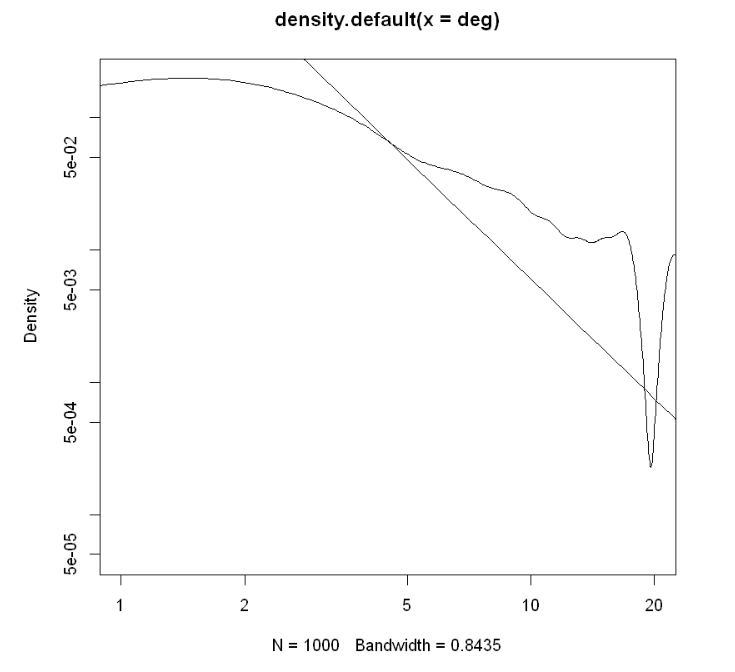 density.default(x = deg)
Density
5e-02
5e-03
5e-04
5e-05
1 2 5 10 20
N = 1000 Bandwidth = 0.8435